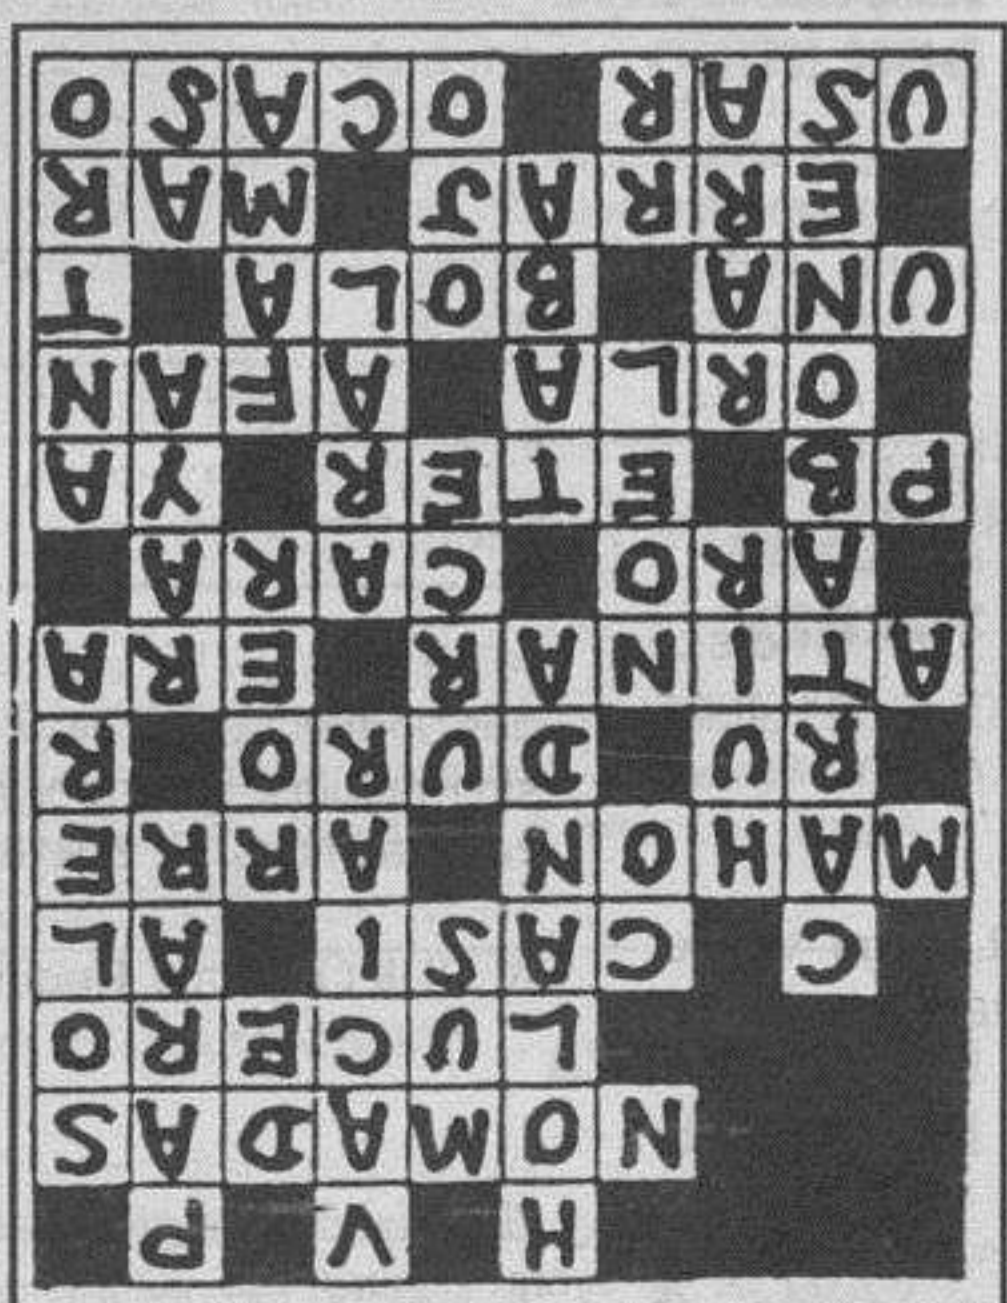 H V P
NOMADAS
LUCERO
C CASI AL
MAHON ARRE
RU DURO R
ATINAR ERA
ARO CARA
PB ETER YA
ORLA AFAN
UNA BOLA T
ERRAJ MAR
USAR OCASO